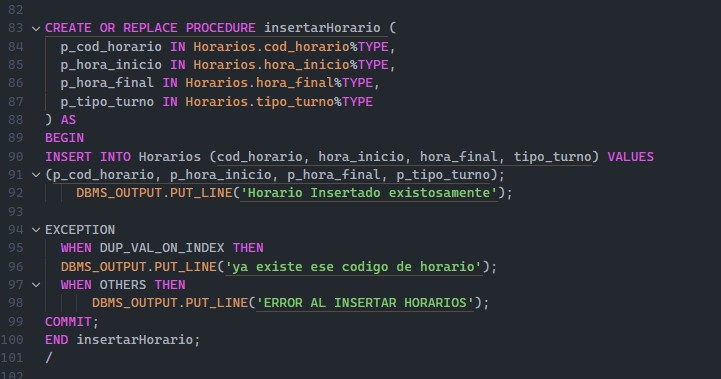 82
83 CREATE OR REPLACE PROCEDURE insertarHorario (
84 p_cod_horario IN Horarios.cod_horario%TYPE,
85 p_hora_inicio IN Horarios.hora_inicio%TYPE,
86 p_hora_final IN Horarios.hora_final%TYPE,
87 p_tipo_turno IN Horarios.tipo_turno%TYPE
88 ) AS
89 BEGIN
90 INSERT INTO Horarios (cod_horario, hora_inicio, hora_final, tipo_turno) VALUES
91 (p_cod_horario, p_hora_inicio, p_hora_final, p_tipo_turno);
92 DBMS_OUTPUT.PUT_LINE('Horario Insertado existosamente');
93
94 EXCEPTION
95 WHEN DUP_VAL_ON_INDEX THEN
96 DBMS_OUTPUT.PUT_LINE('ya existe ese codigo de horario');
97 WHEN OTHERS THEN
98 DBMS_OUTPUT.PUT_LINE('ERROR AL INSERTAR HORARIOS');
99 COMMIT;
100 END insertarHorario;
101 /
102